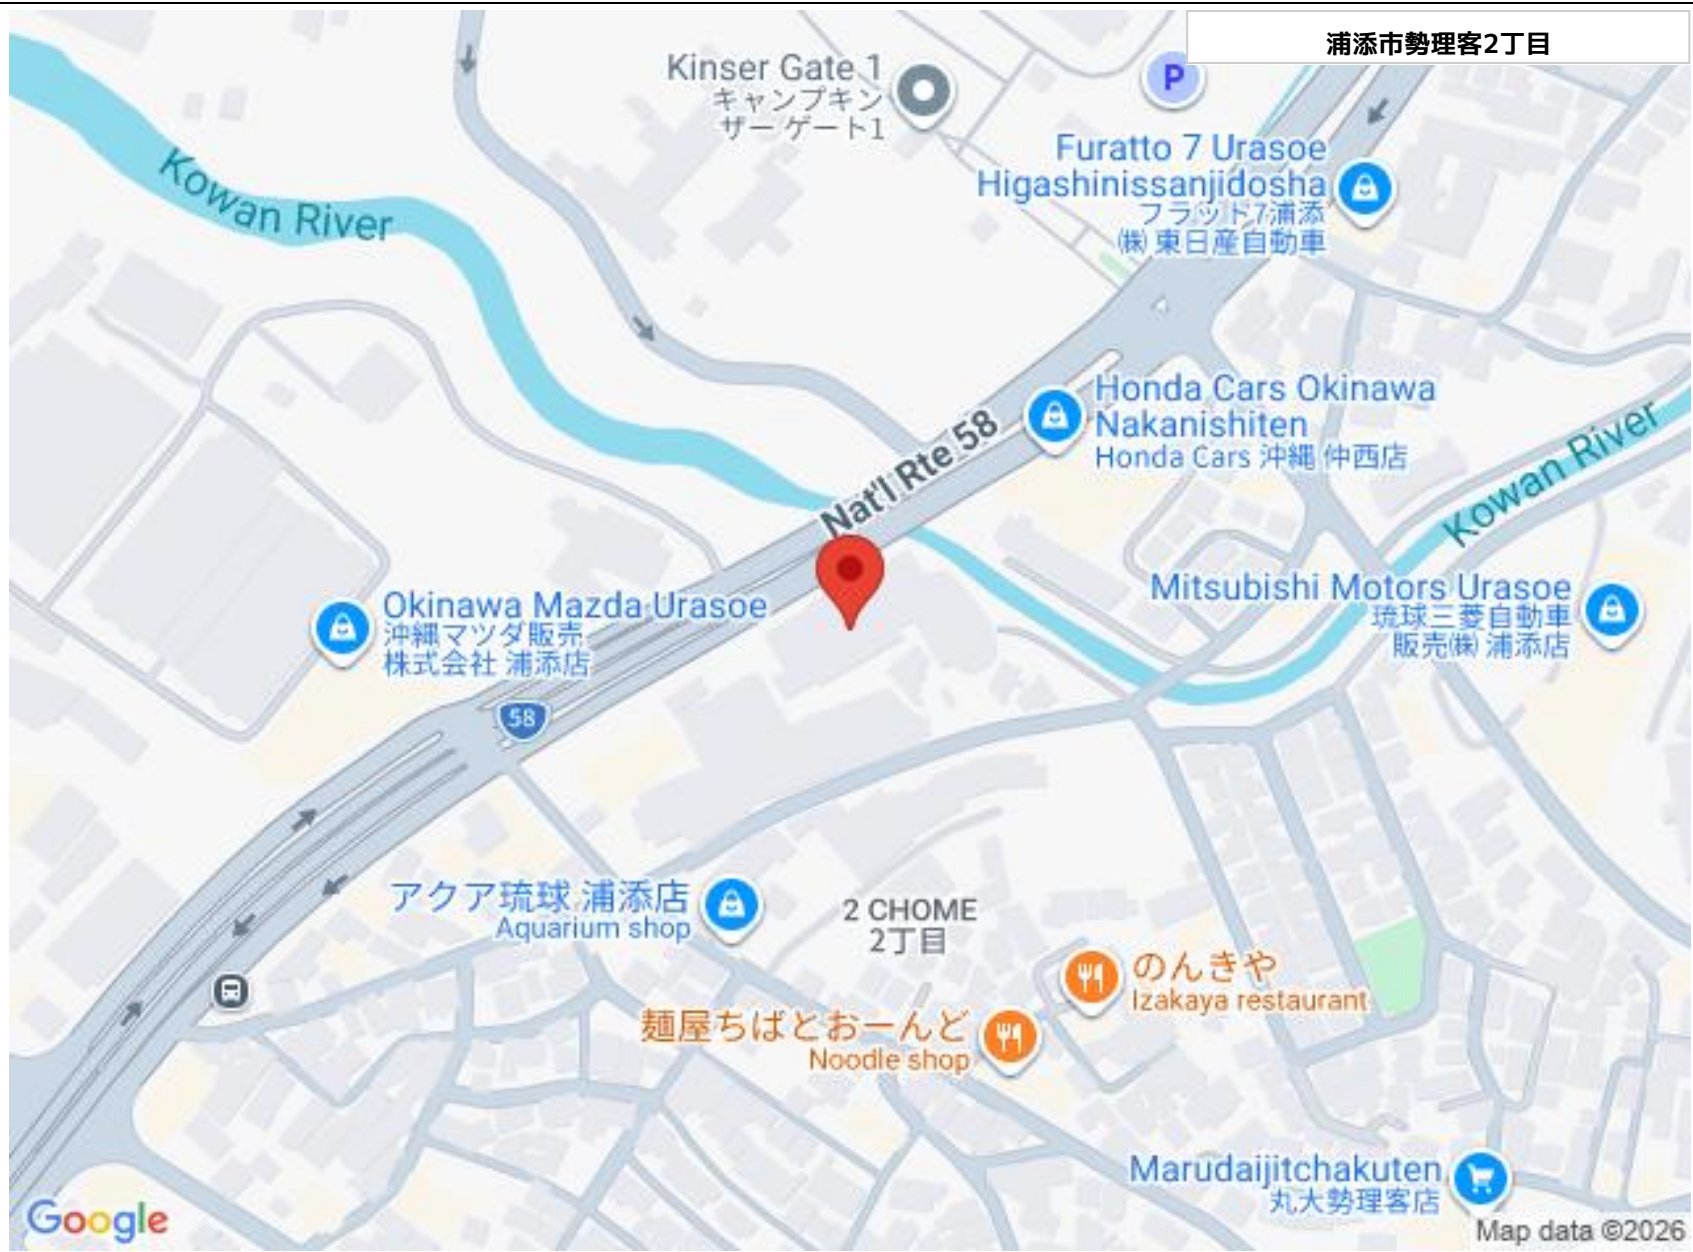 浦添市勢理客2丁目
Kinser Gate 1
キャンプキン
ザー ゲート1
P
Furatto 7 Urasoe
Higashinissanjidosha
フラット7浦添
㈱東日産自動車
Kowan River
Honda Cars Okinawa
Nakanishiten
Honda Cars 沖縄 仲西店
Nat'l Rte 58
Kowan River
Mitsubishi Motors Urasoe
琉球三菱自動車
販売㈱ 浦添店
Okinawa Mazda Urasoe
沖縄マツダ販売
株式会社 浦添店
58
アクア琉球 浦添店
Aquarium shop
2 CHOME
2丁目
のんきや
Izakaya restaurant
麺屋ちばとおーんど
Noodle shop
Marudaijitchakuten
丸大勢理客店
Google
Map data ©2026